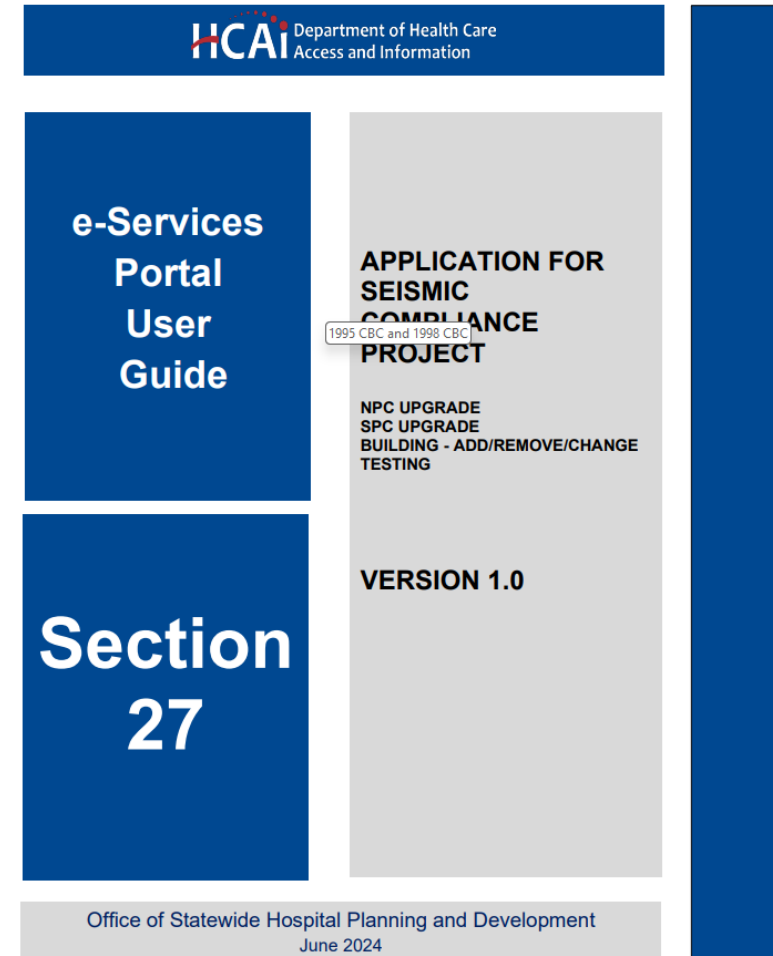 HCAi Department of Health Care
Access and Information
e-Services
Portal
User
Guide
APPLICATION FOR
SEISMIC
COMPLIANCE
PROJECT
1995 CBC and 1998 CBC
NPC UPGRADE
SPC UPGRADE
BUILDING - ADD/REMOVE/CHANGE
TESTING
VERSION 1.0
Section
27
Office of Statewide Hospital Planning and Development
June 2024